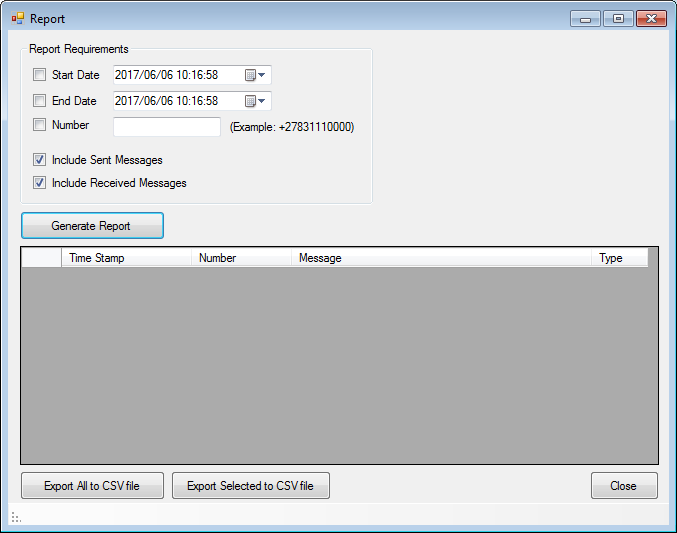 Report
Report Requirements
Start Date 2017/06/06 10:16:58
End Date 2017/06/06 10:16:58
Number (Example: +27831110000)
Include Sent Messages
Include Received Messages
Generate Report
Time Stamp Number Message Type
Export All to CSV file Export Selected to CSV file Close